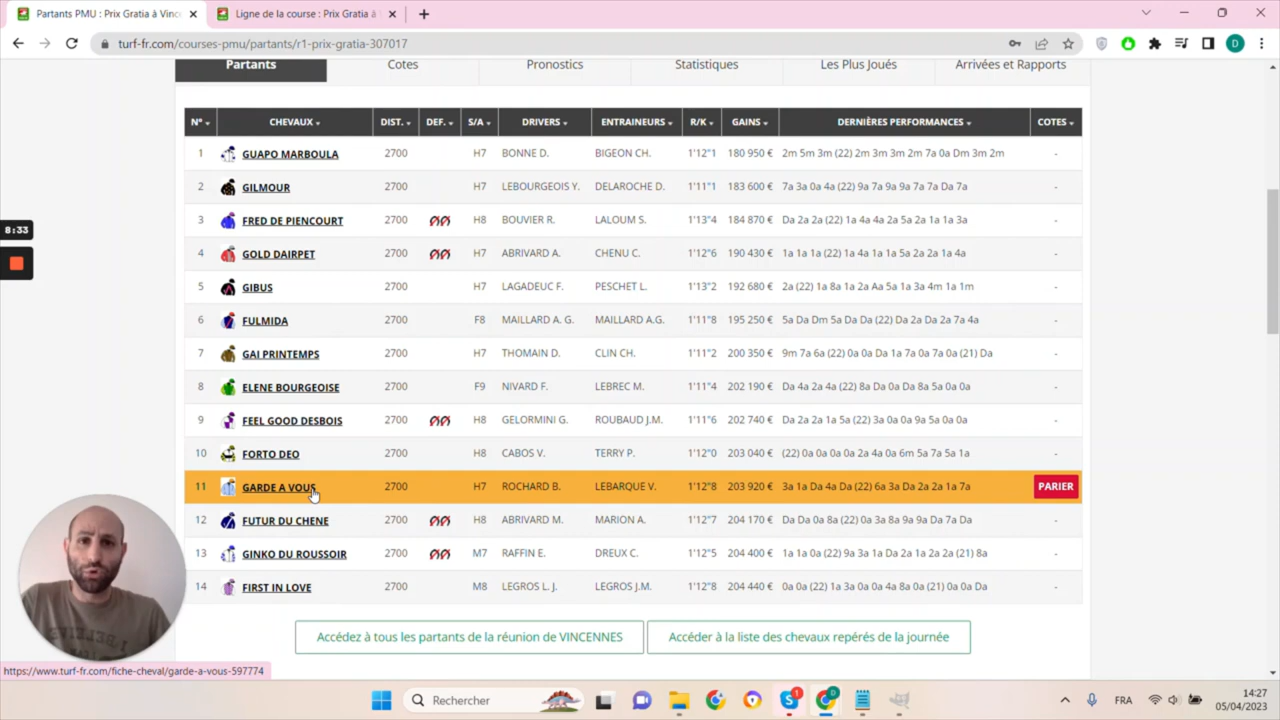 Partants PMU : Prix Gratia à Vince
Ligne de la course : Prix Gratia à
turf-fr.com/courses-pmu/partants/r1-prix-gratia-307017
D
Partants Cotes Pronostics Statistiques Les Plus Joués Arrivées et Rapports
N° CHEVAUX DIST. DEF. S/A DRIVERS ENTRAINEURS R/K GAINS DERNIÈRES PERFORMANCES COTES
1 GUAPO MARBOULA 2700 H7 BONNE D. BIGEON CH. 1'12"1 180 950 € 2m 5m 3m (22) 2m 3m 3m 2m 7a 0a Dm 3m 2m -
2 GILMOUR 2700 H7 LEBOURGEOIS Y. DELAROCHE D. 1'11"1 183 600 € 7a 3a 0a 4a (22) 9a 7a 9a 9a 7a 7a Da 7a -
3 FRED DE PIENCOURT 2700 H8 BOUVIER R. LALOUM S. 1'13"4 184 870 € Da 2a 2a (22) 1a 4a 4a 2a 5a 2a 1a 1a 3a -
4 GOLD DAIRPET 2700 H7 ABRIVARD A. CHENU C. 1'12"6 190 430 € 1a 1a 1a (22) 1a 4a 1a 1a 5a 2a 2a 1a 4a -
5 GIBUS 2700 H7 LAGADEUC F. PESCHET L. 1'13"2 192 680 € 2a (22) 1a 8a 1a 2a Aa 5a 1a 3a 4m 1a 1m -
6 FULMIDA 2700 F8 MAILLARD A. G. MAILLARD A.G. 1'11"8 195 250 € 5a Da Dm 5a Da Da (22) Da 2a Da 2a 7a 4a -
7 GAI PRINTEMPS 2700 H7 THOMAIN D. CLIN CH. 1'11"2 200 350 € 9m 7a 6a (22) 0a 0a Da 1a 7a 0a 7a 0a (21) Da -
8 ELENE BOURGEOISE 2700 F9 NIVARD F. LEBREC M. 1'11"4 202 190 € Da 4a 2a 4a (22) 8a Da 0a Da 8a 5a 0a 0a -
9 FEEL GOOD DESBOIS 2700 H8 GELORMINI G. ROUBAUD J.M. 1'11"6 202 740 € Da 2a 2a 1a 5a (22) 3a 0a 0a 9a 5a 0a 0a -
10 FORTO DEO 2700 H8 CABOS V. TERRY P. 1'12"0 203 040 € (22) 0a 0a 0a 2a 4a 0a 6m 5a 7a 5a 1a -
11 GARDE A VOUS 2700 H7 ROCHARD B. LEBARQUE V. 1'12"8 203 920 € 3a 1a Da 4a Da (22) 6a 3a Da 2a 2a 1a 7a PARIER
12 FUTUR DU CHENE 2700 H8 ABRIVARD M. MARION A. 1'12"7 204 170 € Da Da 0a 8a (22) 0a 3a 8a 9a 9a Da 7a Da -
13 GINKO DU ROUSSOIR 2700 M7 RAFFIN E. DREUX C. 1'12"5 204 400 € 1a 1a 0a (22) 9a 3a 1a Da 2a 1a 2a 2a (21) 8a -
14 FIRST IN LOVE 2700 M8 LEGROS L. J. LEGROS J.M. 1'12"8 204 440 € 0a 0a (22) 1a 3a 0a 0a 4a 8a 0a (21) 0a 0a Da -
8:33
Accédez à tous les partants de la réunion de VINCENNES Accéder à la liste des chevaux repérés de la journée
https://www.turf-fr.com/fiche-cheval/garde-a-vous-597774
Rechercher
1
D
FRA
14:27
05/04/2023